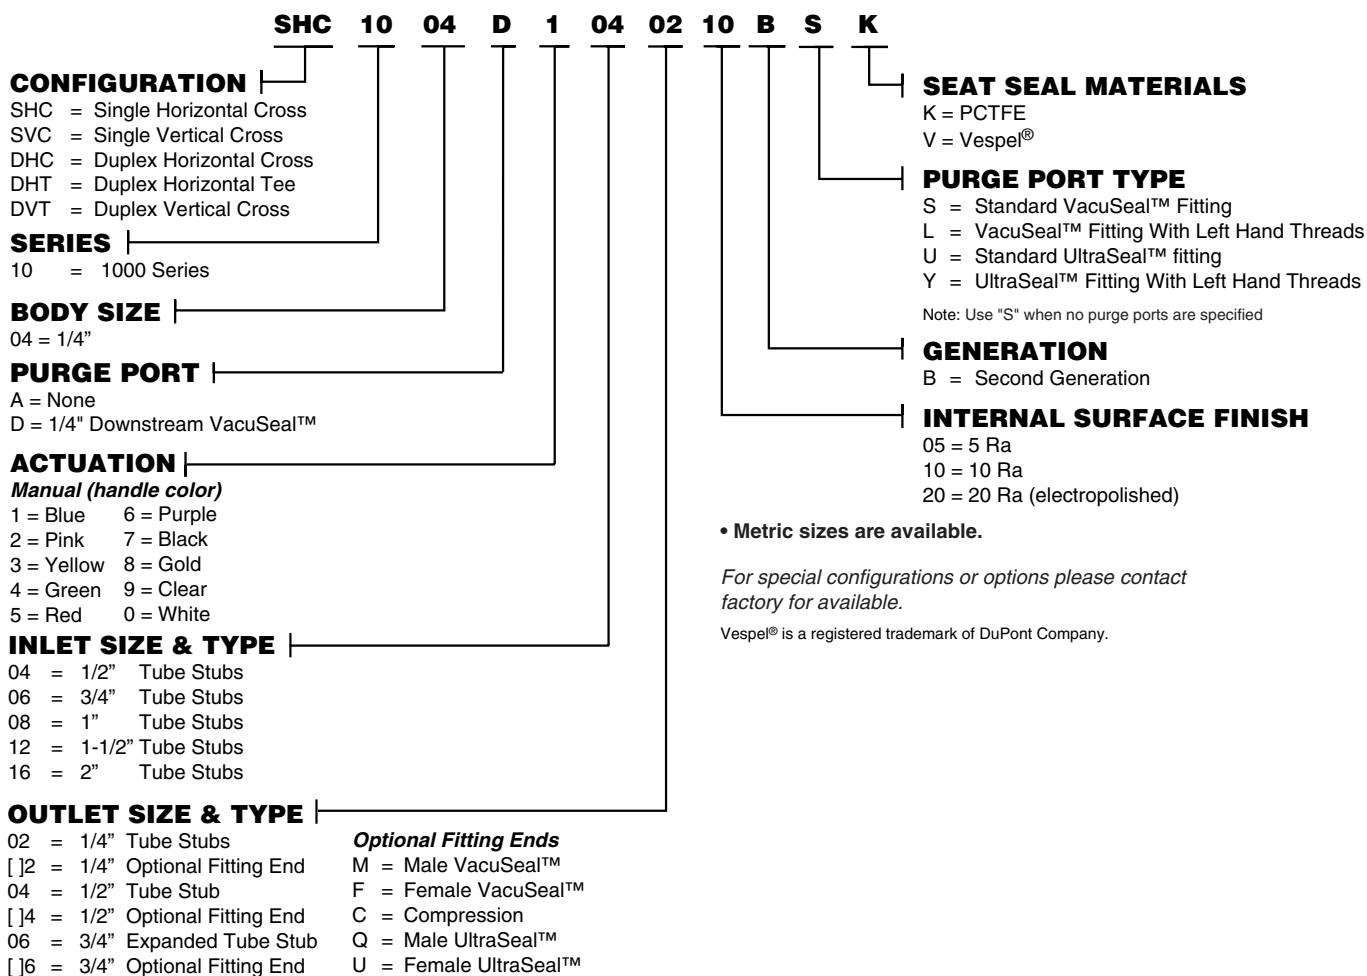 SHC 10 04 D 1 04 02 10 B S K
CONFIGURATION
SHC = Single Horizontal Cross
SVC = Single Vertical Cross
DHC = Duplex Horizontal Cross
DHT = Duplex Horizontal Tee
DVT = Duplex Vertical Cross
SERIES
10 = 1000 Series
BODY SIZE
04 = 1/4”
PURGE PORT
A = None
D = 1/4" Downstream VacuSeal™
ACTUATION
Manual (handle color)
1 = Blue 6 = Purple
2 = Pink 7 = Black
3 = Yellow 8 = Gold
4 = Green 9 = Clear
5 = Red 0 = White
INLET SIZE & TYPE
04 = 1/2” Tube Stubs
06 = 3/4” Tube Stubs
08 = 1” Tube Stubs
12 = 1-1/2” Tube Stubs
16 = 2” Tube Stubs
OUTLET SIZE & TYPE
02 = 1/4” Tube Stubs
[ ]2 = 1/4” Optional Fitting End
04 = 1/2” Tube Stub
[ ]4 = 1/2” Optional Fitting End
06 = 3/4” Expanded Tube Stub
[ ]6 = 3/4” Optional Fitting End
Optional Fitting Ends
M = Male VacuSeal™
F = Female VacuSeal™
C = Compression
Q = Male UltraSeal™
U = Female UltraSeal™
SEAT SEAL MATERIALS
K = PCTFE
V = Vespel®
PURGE PORT TYPE
S = Standard VacuSeal™ Fitting
L = VacuSeal™ Fitting With Left Hand Threads
U = Standard UltraSeal™ fitting
Y = UltraSeal™ Fitting With Left Hand Threads
Note: Use "S" when no purge ports are specified
GENERATION
B = Second Generation
INTERNAL SURFACE FINISH
05 = 5 Ra
10 = 10 Ra
20 = 20 Ra (electropolished)
• Metric sizes are available.
For special configurations or options please contact
factory for available.
Vespel® is a registered trademark of DuPont Company.